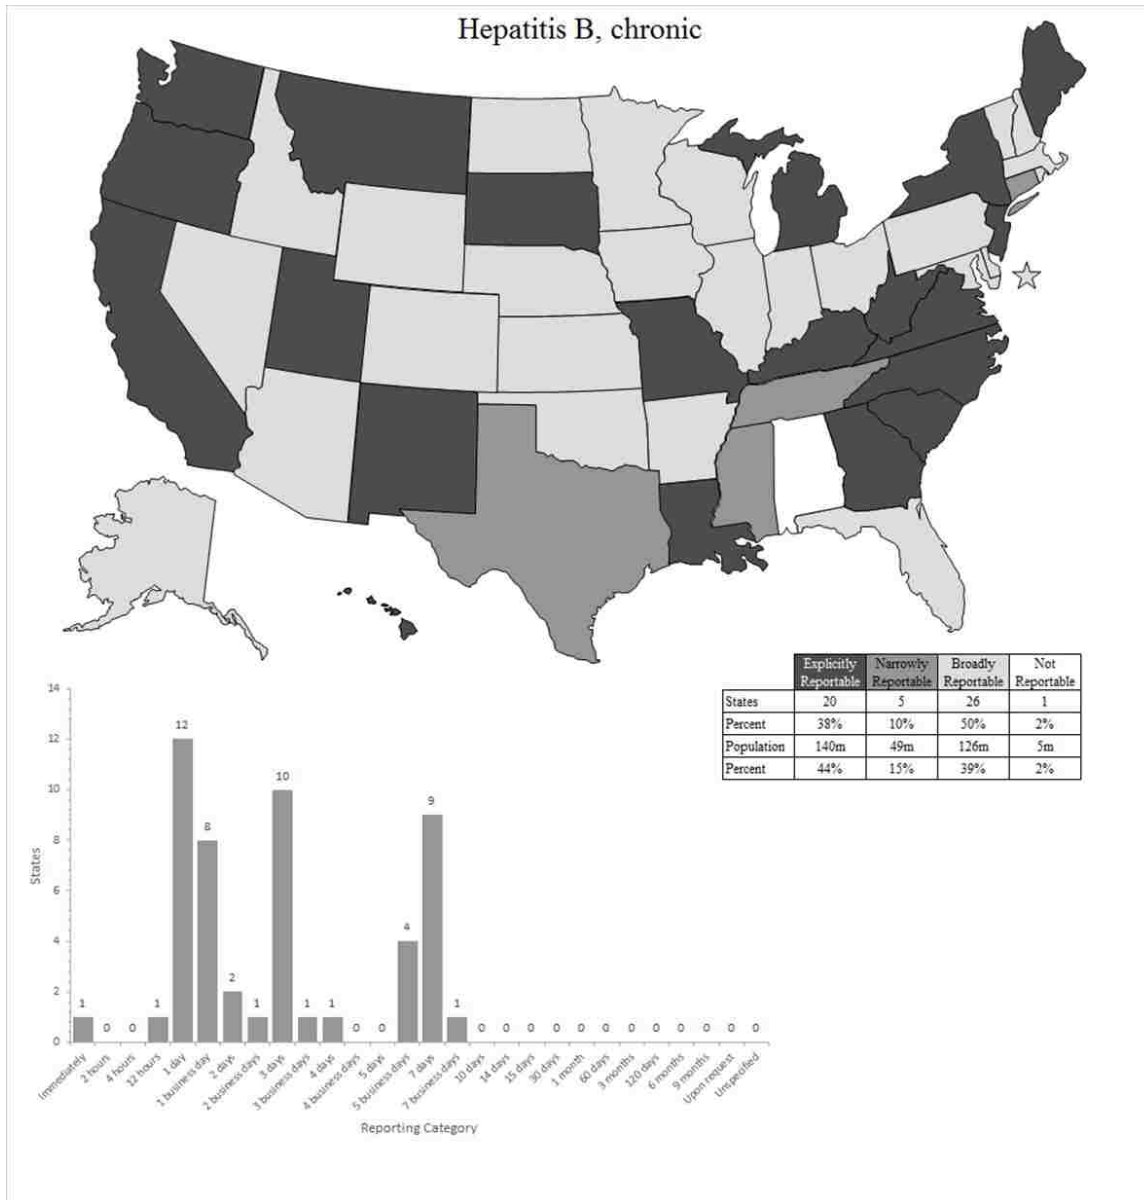 Hepatitis B, chronic
Explicitly Reportable Narrowly Reportable Broadly Reportable Not Reportable
States 20 5 26 1
Percent 38% 10% 50% 2%
Population 140m 49m 126m 5m
Percent 44% 15% 39% 2%
14
12
10
8
6
4
2
0
States
1 0 0 1 12 8 2 1 10 1 1 0 0 4 9 1 0 0 0 0 0 0 0 0 0 0 0 0
Immediately
2 hours
4 hours
12 hours
1 day
1 business day
2 days
2 business days
3 days
3 business days
4 days
4 business days
5 days
5 business days
7 days
7 business days
10 days
14 days
15 days
30 days
1 month
60 days
3 months
120 days
6 months
9 months
Upon request
Unspecified
Reporting Category